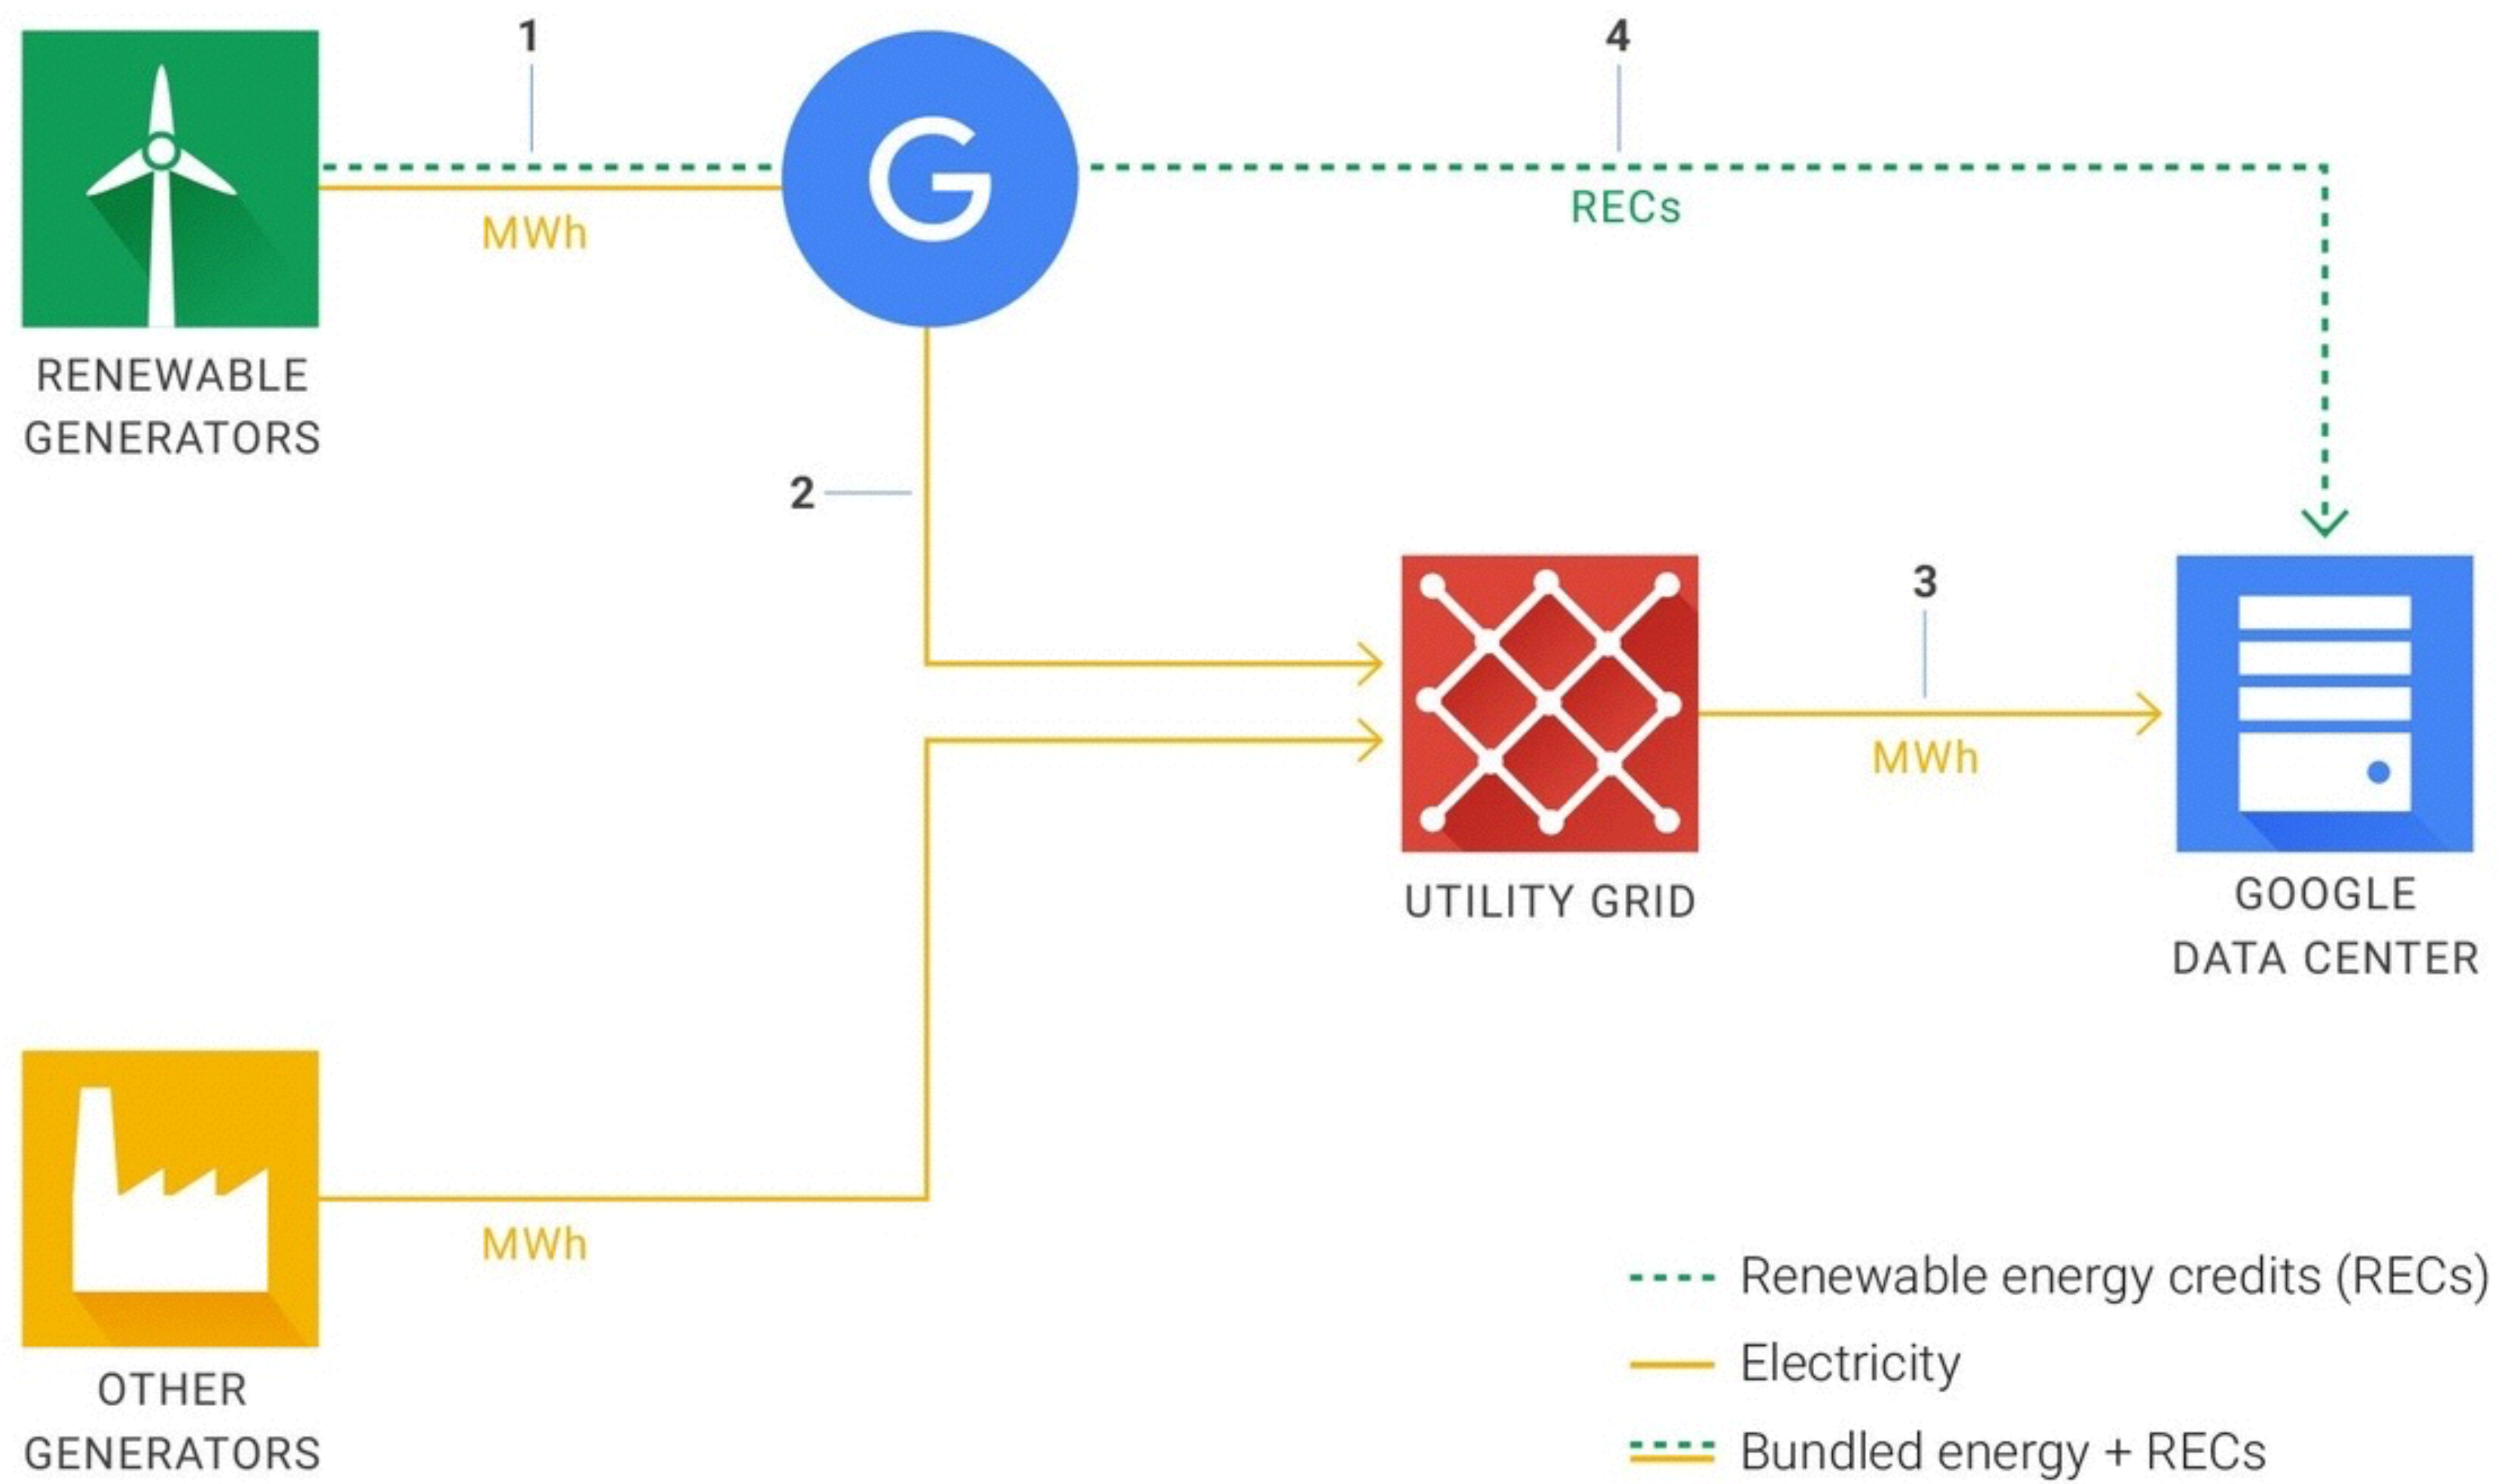 1
4
G
MWh
RECs
RENEWABLE
GENERATORS
2
3
MWh
UTILITY GRID
GOOGLE
DATA CENTER
MWh
OTHER
GENERATORS
Renewable energy credits (RECs)
Electricity
Bundled energy + RECs